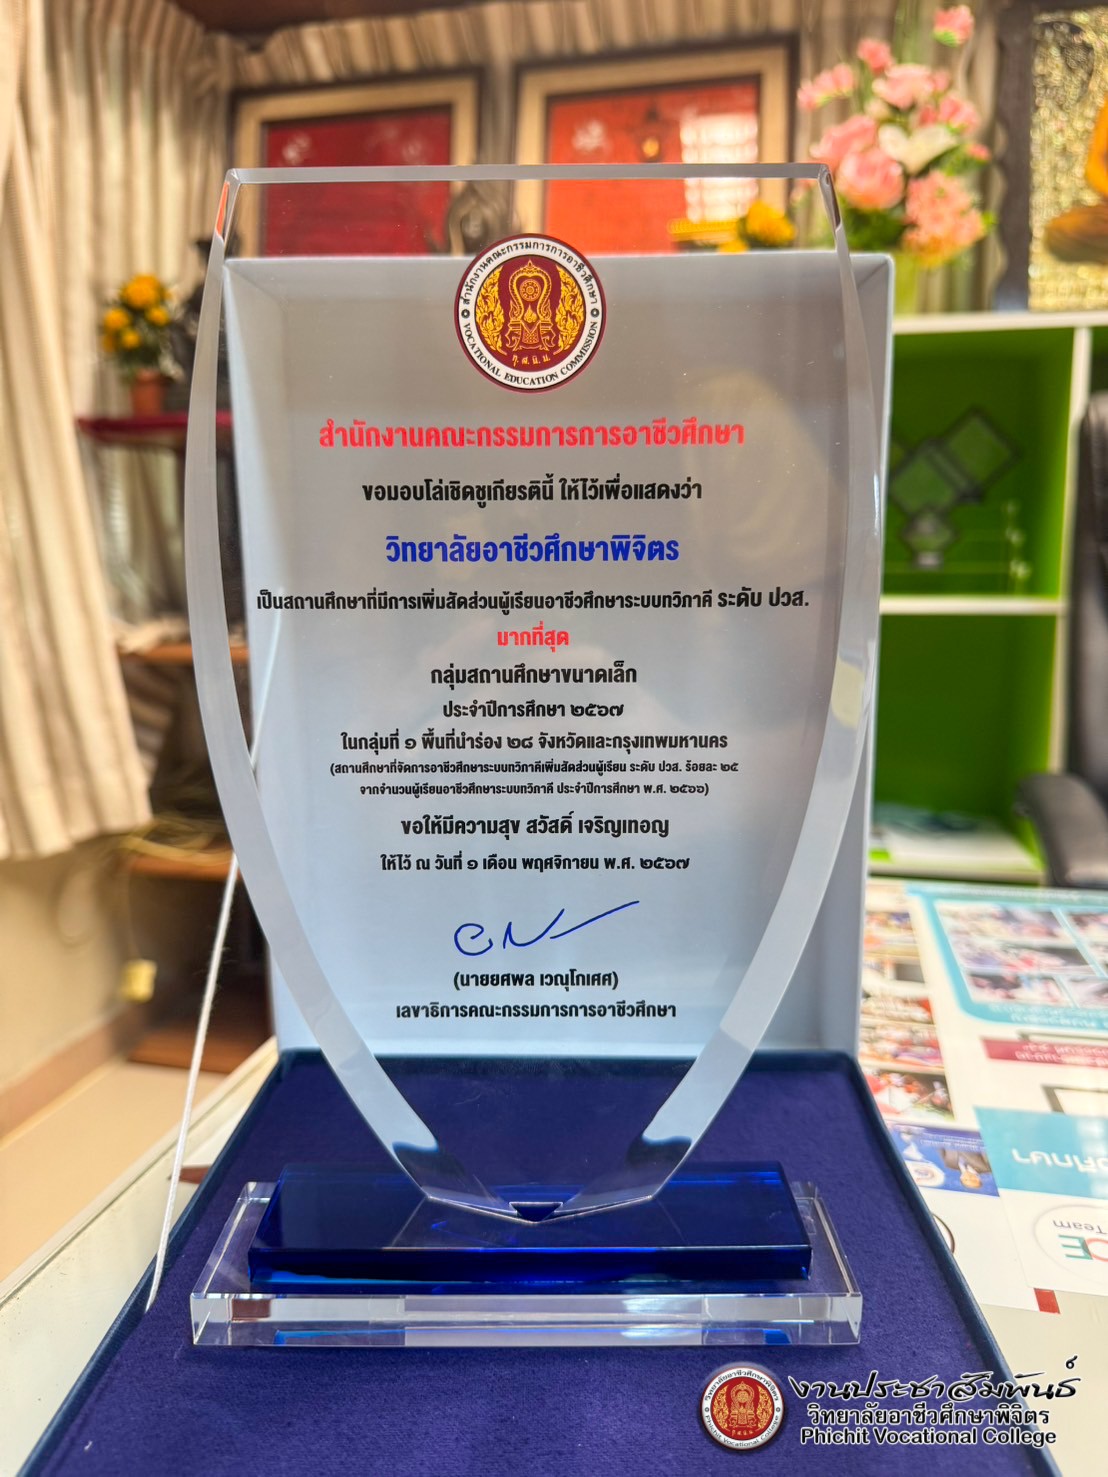 สำนักงานคณะกรรมการการอาชีวศึกษา
VOCATIONAL EDUCATION COMMISSION
สำนักงานคณะกรรมการการอาชีวศึกษา
ขอมอบโล่เชิดชูเกียรตินี้ ให้ไว้เพื่อแสดงว่า
วิทยาลัยอาชีวศึกษาพิจิตร
เป็นสถานศึกษาที่มีการเพิ่มสัดส่วนผู้เรียนอาชีวศึกษาระบบทวิภาคี ระดับ ปวส.
มากที่สุด
กลุ่มสถานศึกษาขนาดเล็ก
ประจำปีการศึกษา ๒๕๖๗
ในกลุ่มที่ ๑ พื้นที่นำร่อง ๒๘ จังหวัดและกรุงเทพมหานคร
(สถานศึกษาที่จัดการอาชีวศึกษาระบบทวิภาคีเพิ่มสัดส่วนผู้เรียน ระดับ ปวส. ร้อยละ ๒๕
จากจำนวนผู้เรียนอาชีวศึกษาระบบทวิภาคี ประจำปีการศึกษา พ.ศ. ๒๕๖๖)
ขอให้มีความสุข สวัสดิ์ เจริญเทอญ
ให้ไว้ ณ วันที่ ๑ เดือน พฤศจิกายน พ.ศ. ๒๕๖๗
(นายยศพล เวณุโกเศศ)
เลขาธิการคณะกรรมการการอาชีวศึกษา
Team
วิทยาลัยอาชีวศึกษาพิจิตร
Phichit Vocational College
งานประชาสัมพันธ์
วิทยาลัยอาชีวศึกษาพิจิตร
Phichit Vocational College